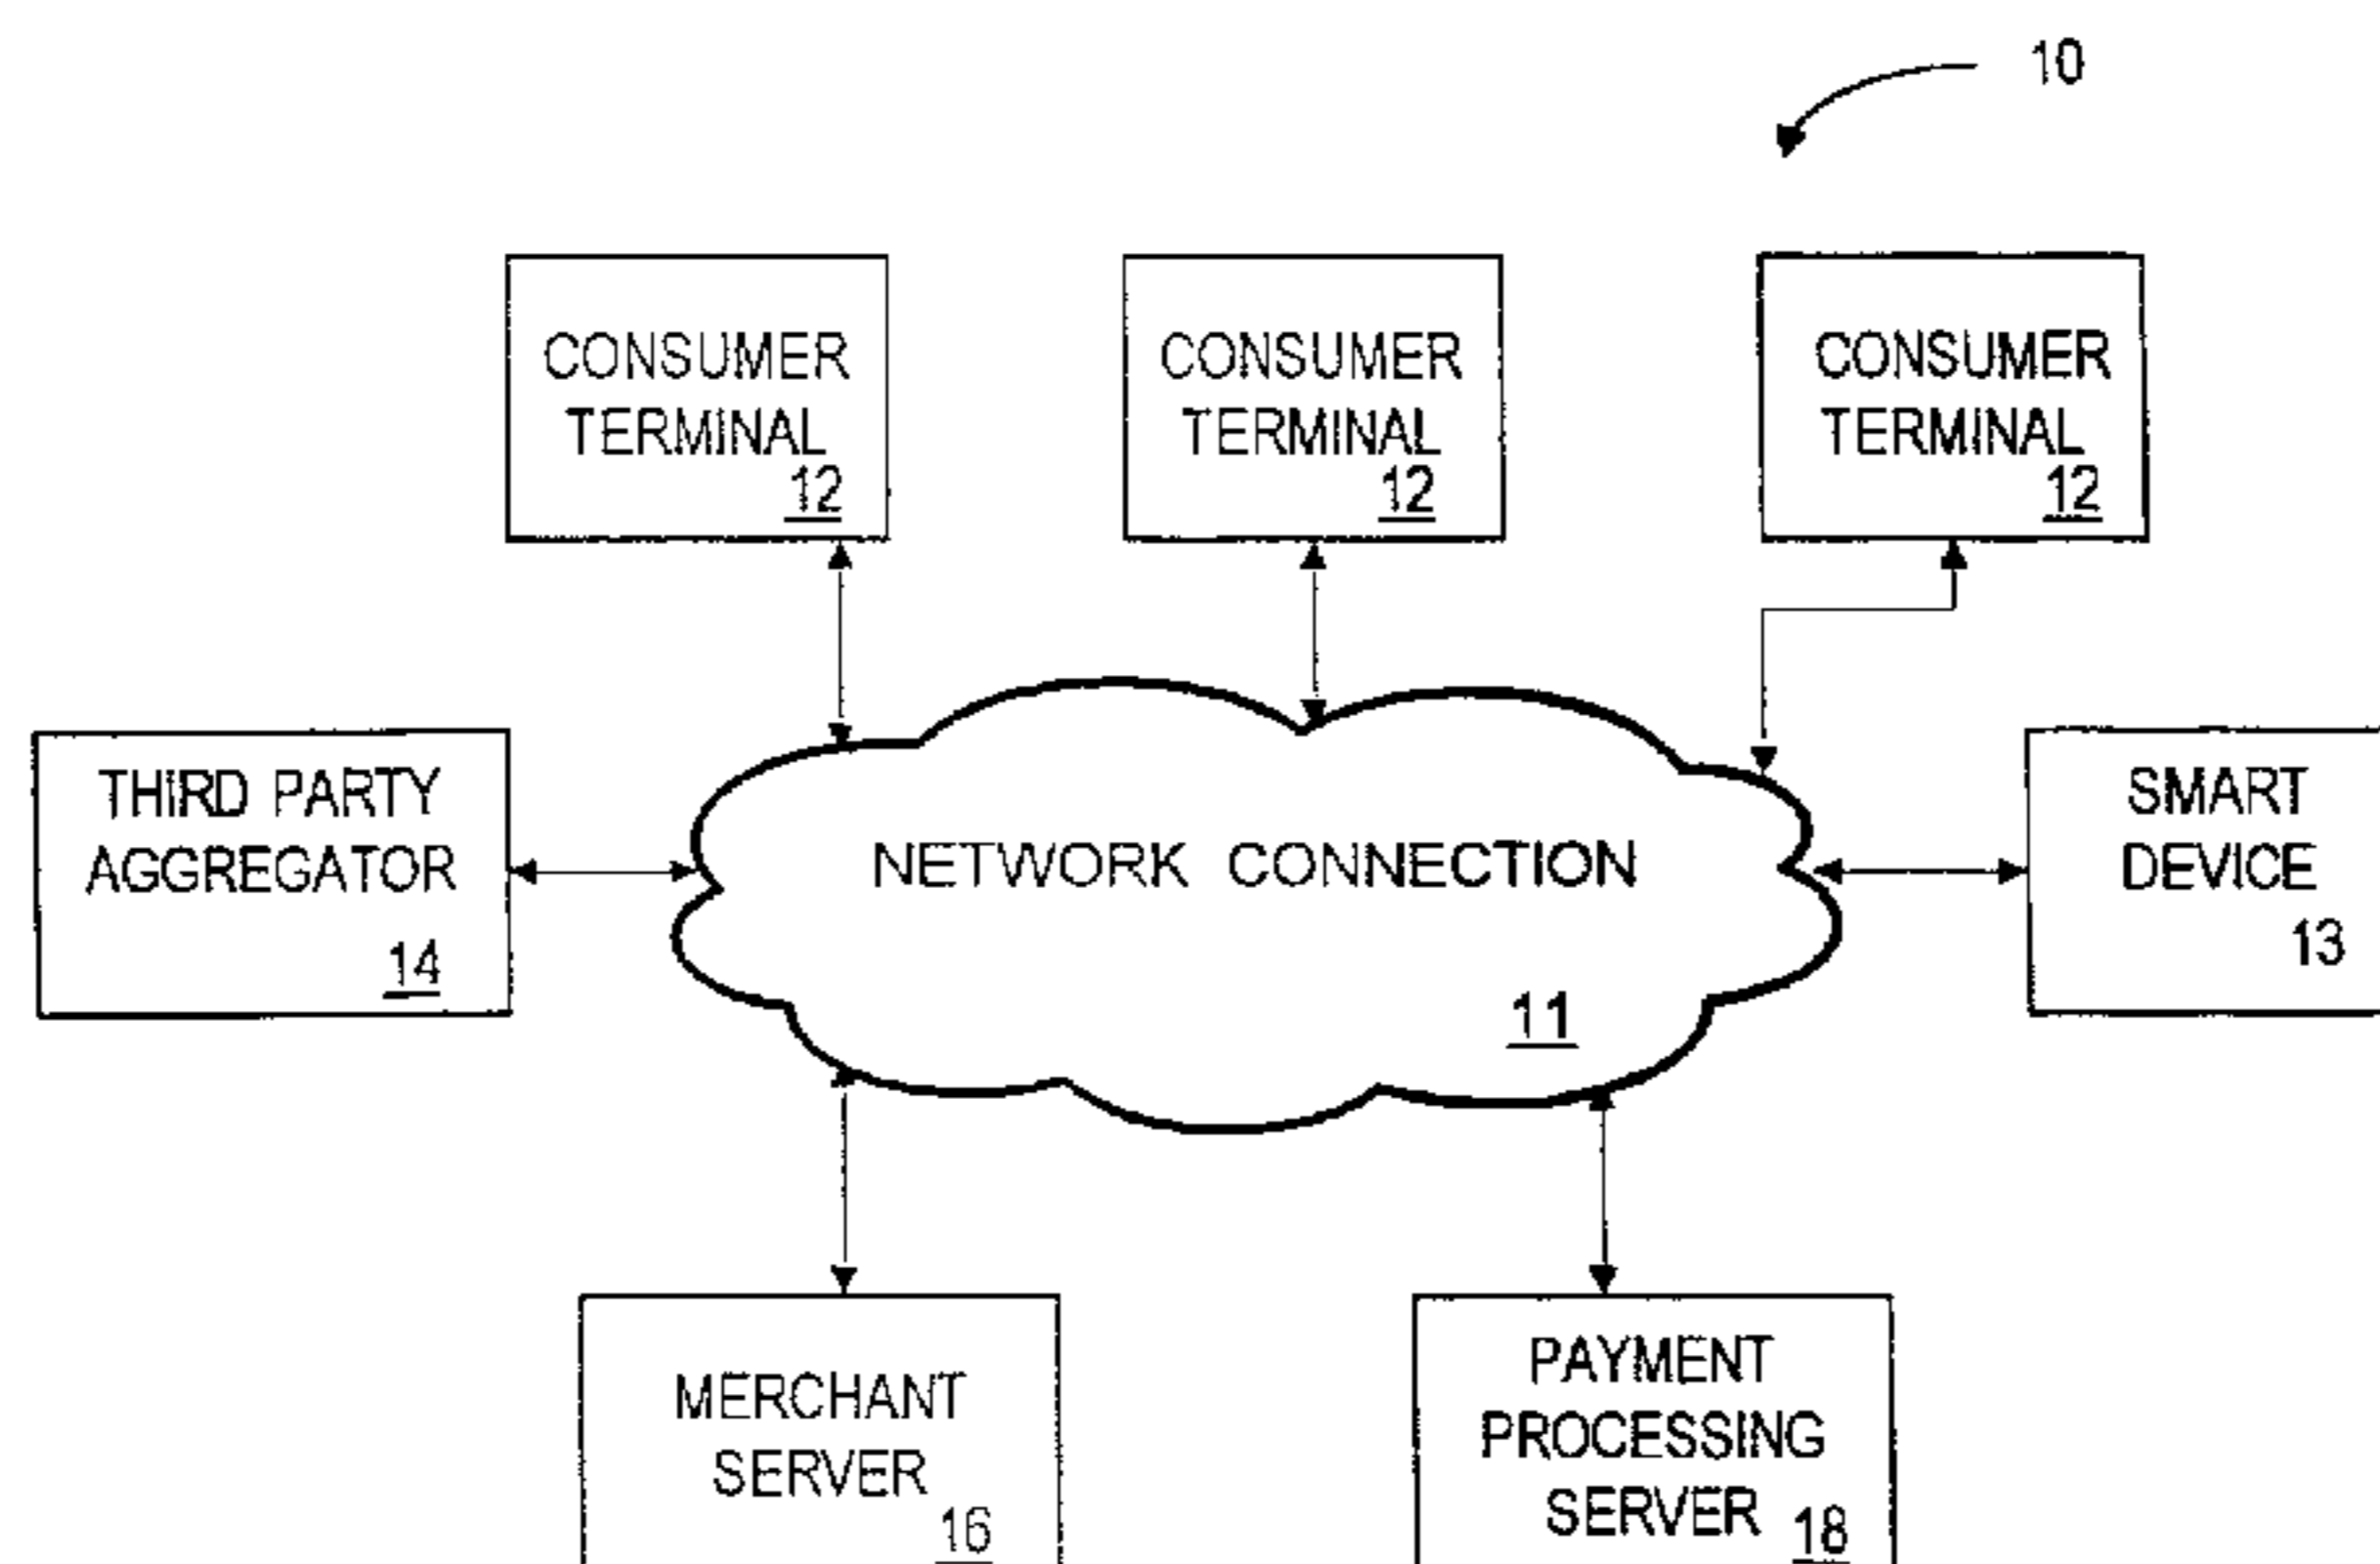 10
CONSUMER
TERMINAL
12
CONSUMER
TERMINAL
12
CONSUMER
TERMINAL
12
THIRD PARTY
AGGREGATOR
14
NETWORK CONNECTION
11
SMART
DEVICE
13
MERCHANT
SERVER
16
PAYMENT
PROCESSING
SERVER 18